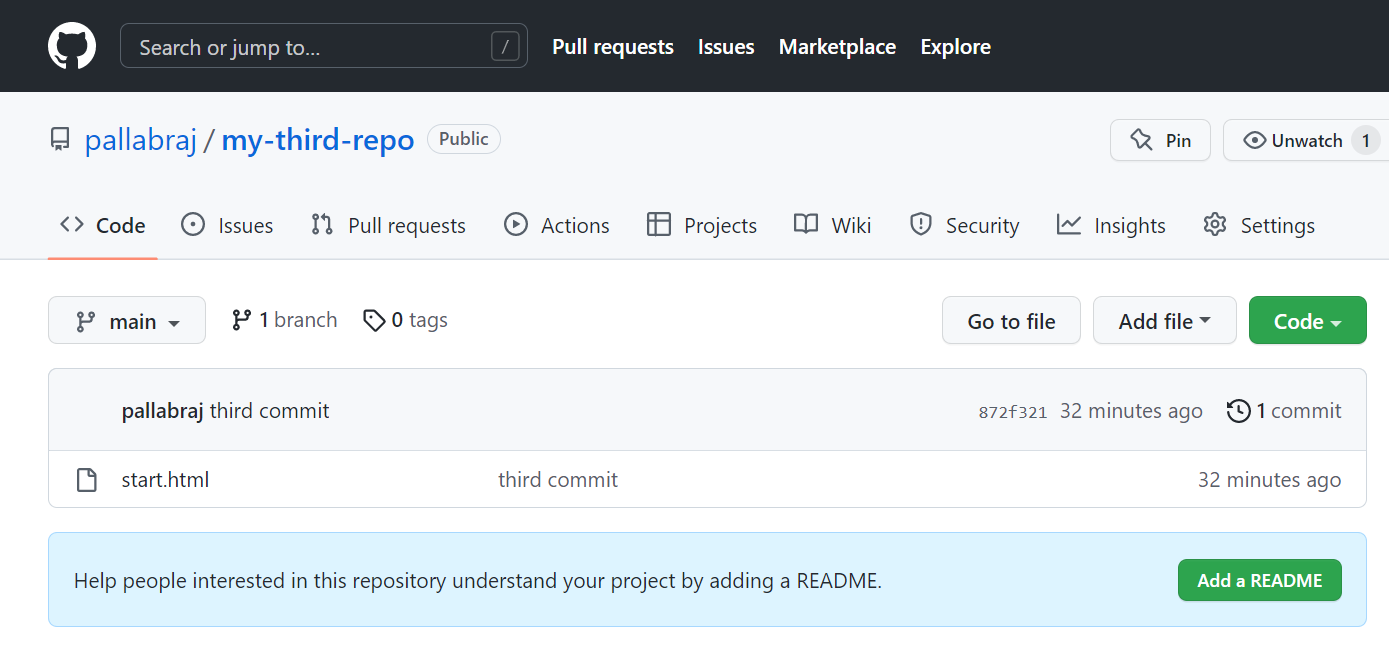 Search or jump to... / Pull requests Issues Marketplace Explore
pallabraj / my-third-repo Public Pin Unwatch 1
Code Issues Pull requests Actions Projects Wiki Security Insights Settings
main 1 branch 0 tags Go to file Add file Code
pallabraj third commit 872f321 32 minutes ago 1 commit
start.html third commit 32 minutes ago
Help people interested in this repository understand your project by adding a README. Add a README